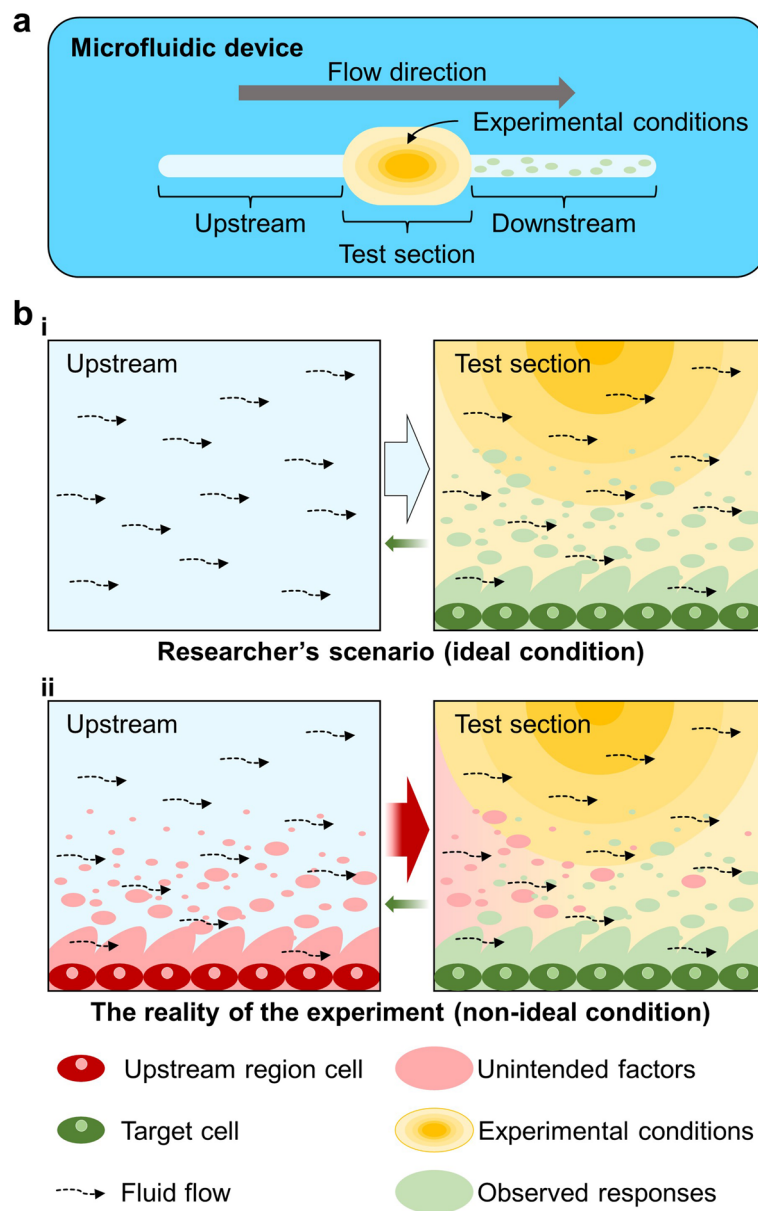 a
Microfluidic device
Flow direction
Experimental conditions
Upstream
Downstream
Test section
b
i
Upstream
Test section
Researcher's scenario (ideal condition)
ii
Upstream
Test section
The reality of the experiment (non-ideal condition)
Upstream region cell
Unintended factors
Target cell
Experimental conditions
Fluid flow
Observed responses